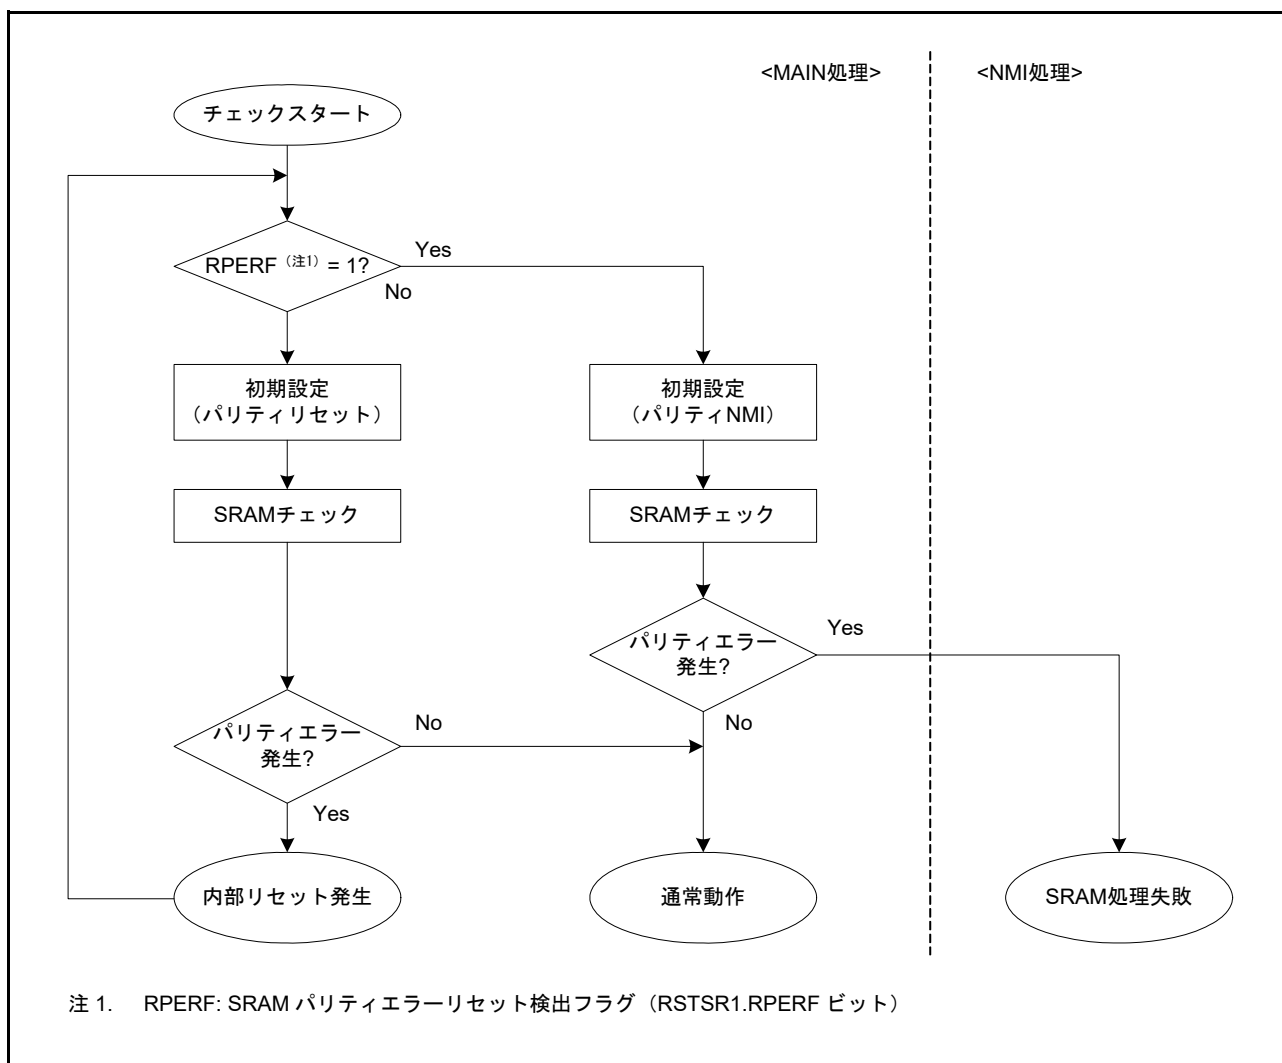 <MAIN処理>
<NMI処理>
チェックスタート
RPERF（注1）= 1?
Yes
No
初期設定
（パリティリセット）
初期設定
（パリティNMI）
SRAMチェック
SRAMチェック
パリティエラー
発生?
Yes
No
パリティエラー
発生?
No
Yes
内部リセット発生
通常動作
SRAM処理失敗
注 1. RPERF: SRAM パリティエラーリセット検出フラグ（RSTSR1.RPERF ビット）